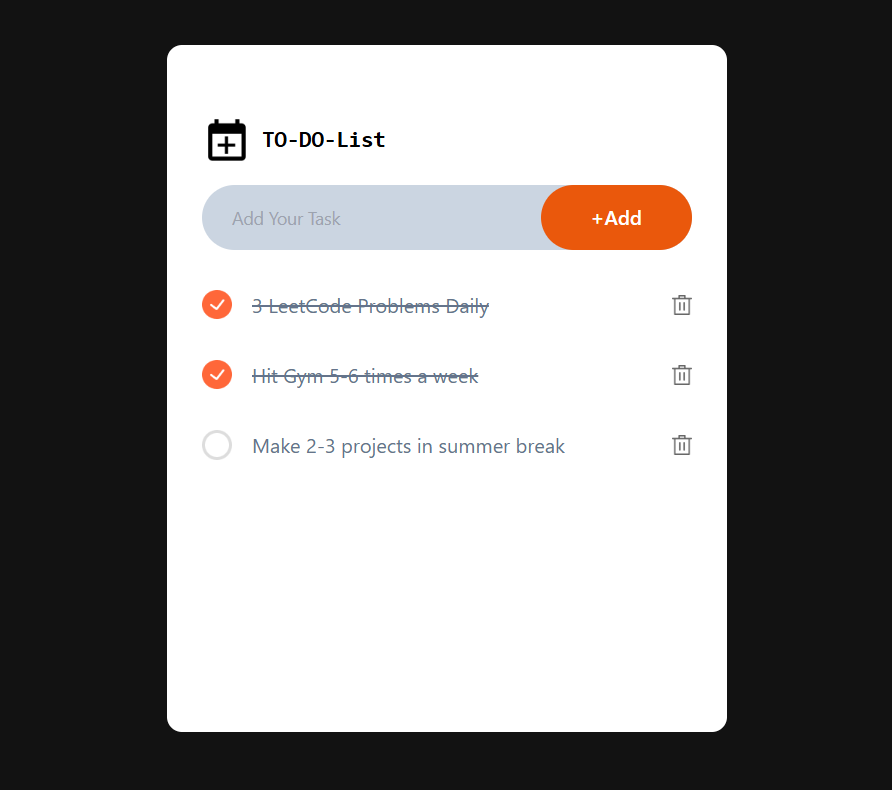 TO-DO-List
Add Your Task
+Add
3 LeetCode Problems Daily
Hit Gym 5-6 times a week
Make 2-3 projects in summer break